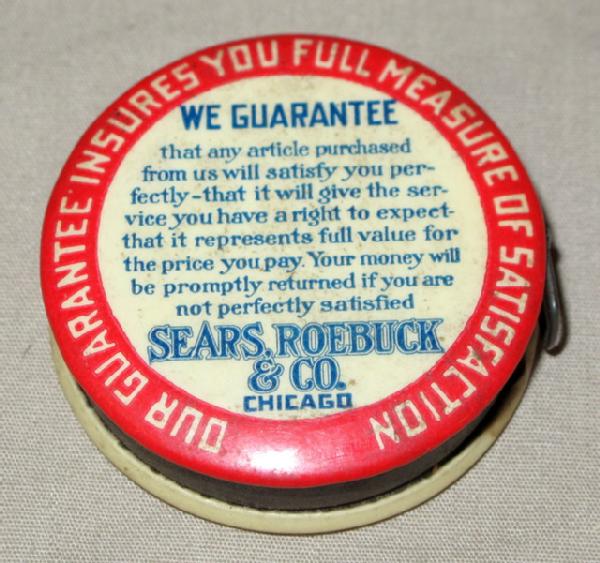 OUR GUARANTEE INSURES YOU FULL MEASURE OF SATISFACTION
WE GUARANTEE
that any article purchased
from us will satisfy you per-
fectly-that it will give the ser-
vice you have a right to expect-
that it represents full value for
the price you pay. Your money will
be promptly returned if you are
not perfectly satisfied
SEARS, ROEBUCK
& CO.
CHICAGO